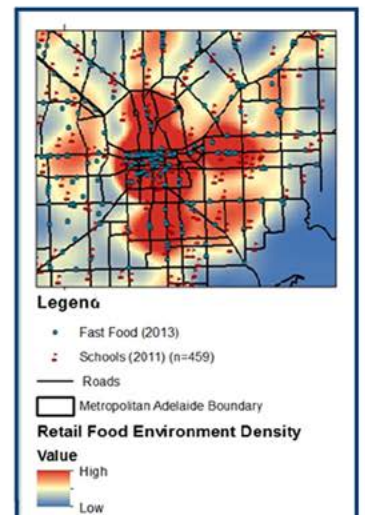 Legend
Fast Food (2013)
Schools (2011) (n=459)
Roads
Metropolitan Adelaide Boundary
Retail Food Environment Density
Value
High
Low